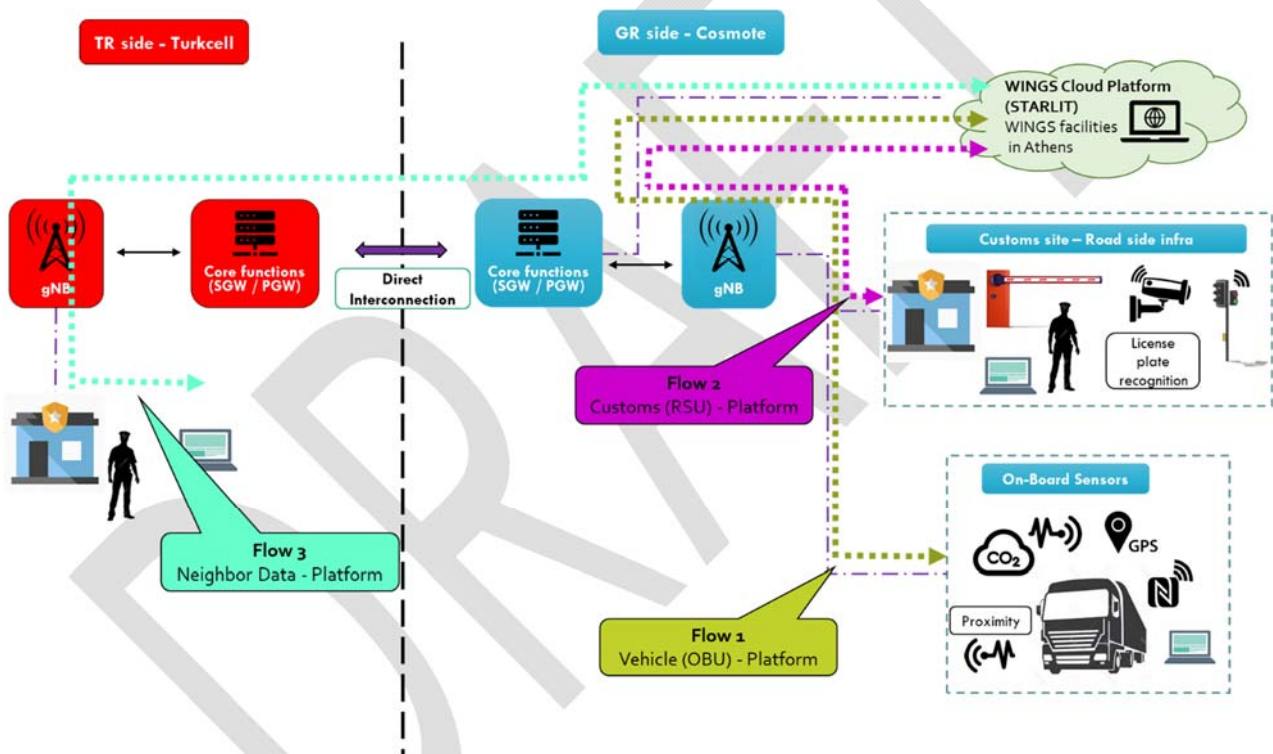 TR side - Turkcell
GR side - Cosmote
WINGS Cloud Platform
(STARLIT)
WINGS facilities
in Athens
gNB
Core functions
(SGW / PGW)
Direct
Interconnection
Core functions
(SGW / PGW)
gNB
Customs site – Road side infra
License
plate
recognition
Flow 2
Customs (RSU) - Platform
Flow 3
Neighbor Data - Platform
Flow 1
Vehicle (OBU) - Platform
On-Board Sensors
CO2
GPS
Proximity
DRAFT